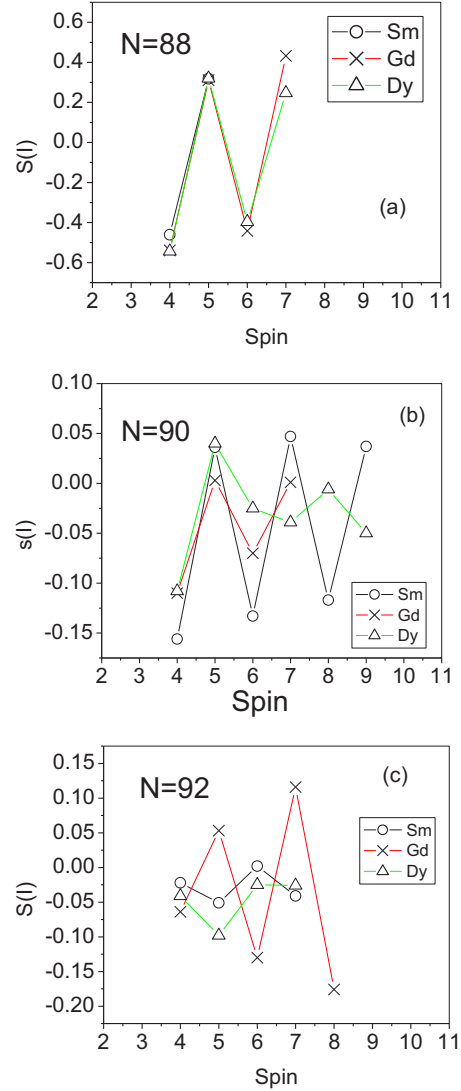 0.6
0.4
0.2
0.0
-0.2
-0.4
-0.6
S(I)
N=88
Sm
Gd
Dy
(a)
2 3 4 5 6 7 8 9 10 11
Spin
0.10
0.05
0.00
-0.05
-0.10
-0.15
s(I)
N=90
(b)
Sm
Gd
Dy
2 3 4 5 6 7 8 9 10 11
Spin
0.15
0.10
0.05
0.00
-0.05
-0.10
-0.15
-0.20
S(I)
N=92
(c)
Sm
Gd
Dy
2 3 4 5 6 7 8 9 10 11
Spin